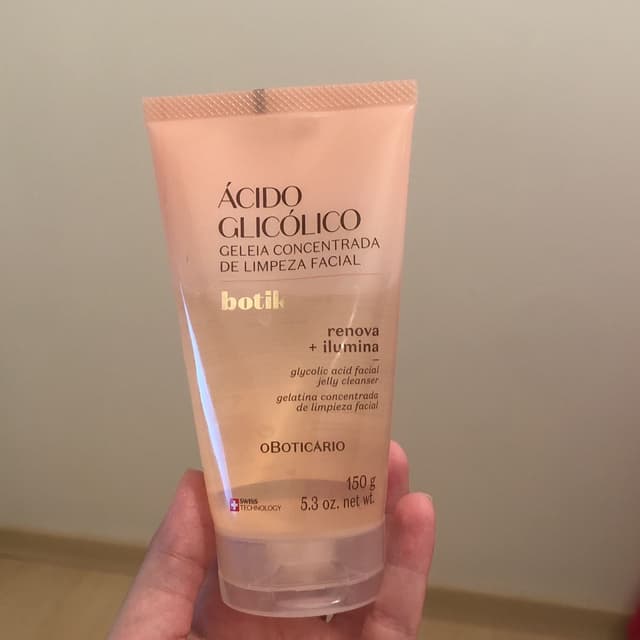 ÁCIDO
GLICÓLICO
GELEIA CONCENTRADA
DE LIMPEZA FACIAL
botik
renova
+ ilumina
glycolic acid facial
jelly cleanser
gelatina concentrada
de limpieza facial
oBOTICÁRIO
150 g
5.3 oz. net wt.
SWISS
TECHNOLOGY